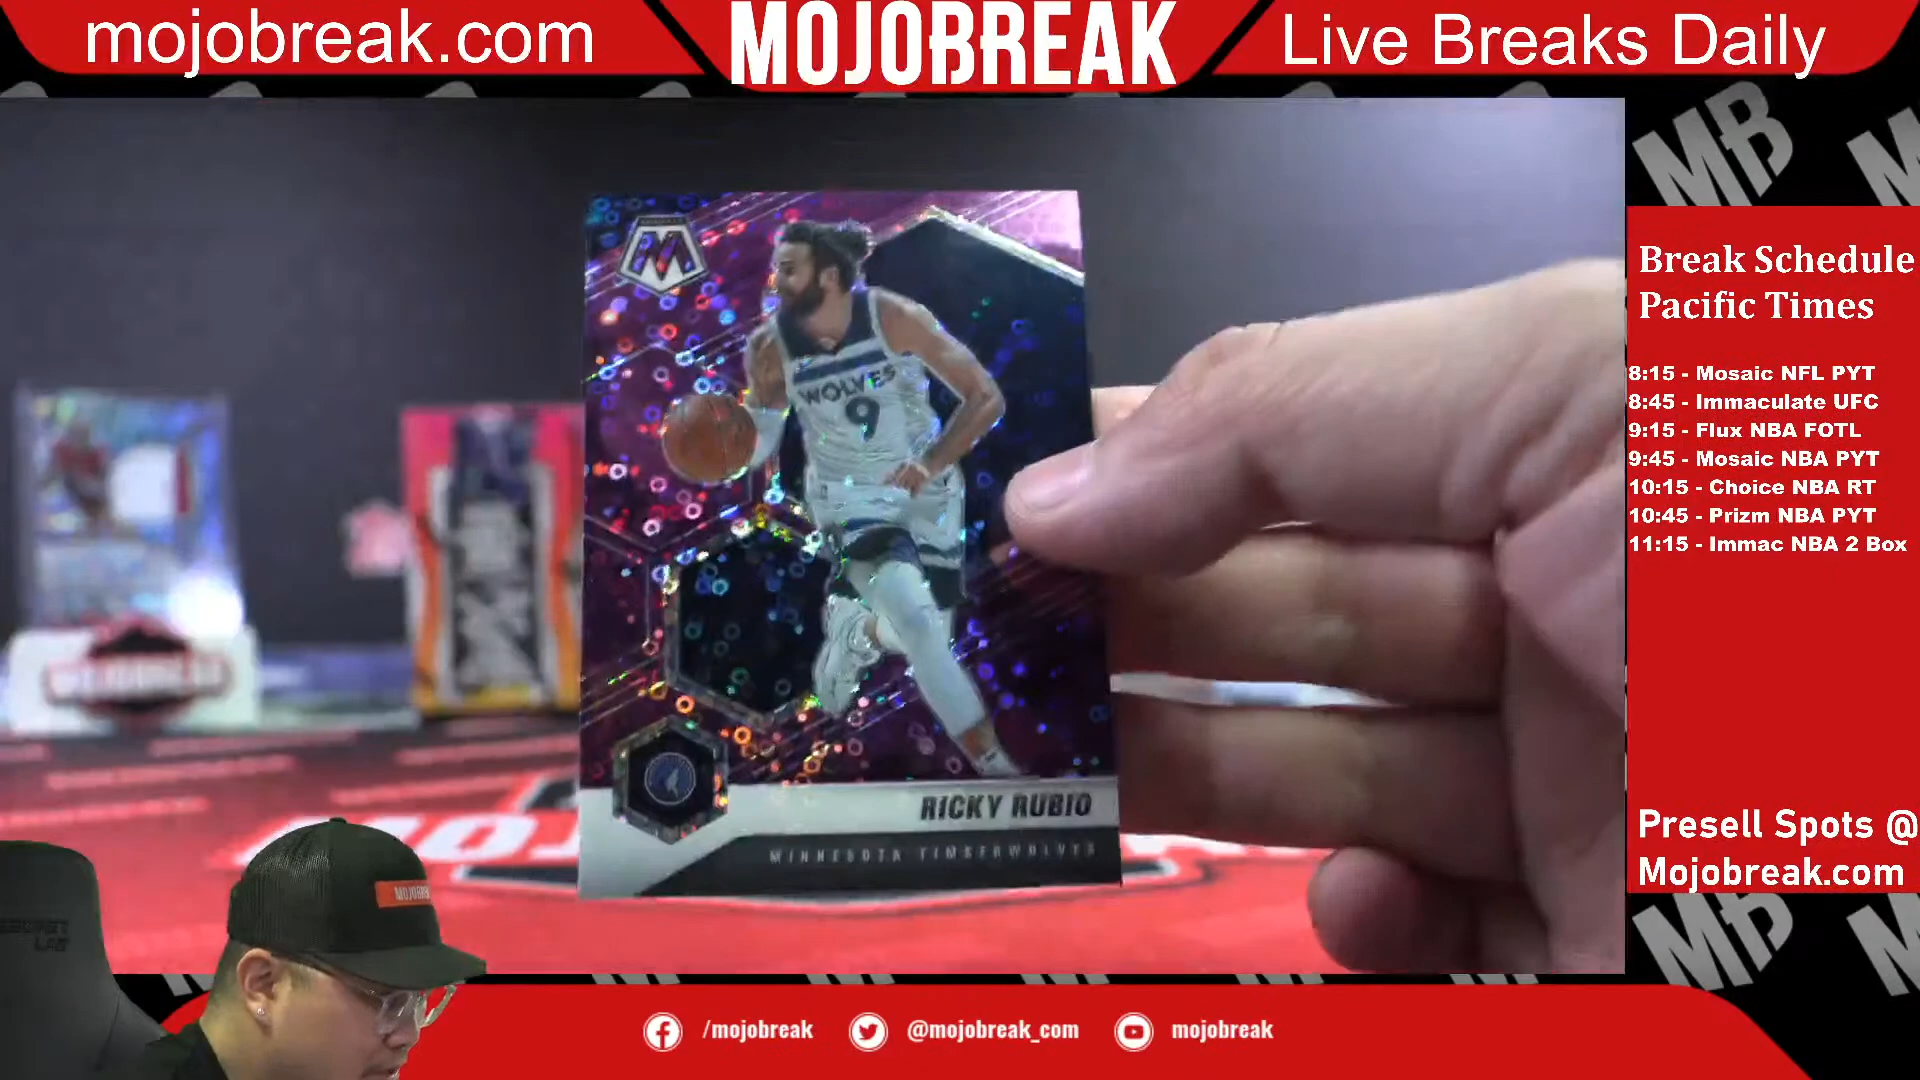 mojobreak.com
MOJOBREAK
Live Breaks Daily
MB
Break Schedule
Pacific Times
8:15 - Mosaic NFL PYT
8:45 - Immaculate UFC
9:15 - Flux NBA FOTL
9:45 - Mosaic NBA PYT
10:15 - Choice NBA RT
10:45 - Prizm NBA PYT
11:15 - Immac NBA 2 Box
M
WOLVES
9
RICKY RUBIO
MINNESOTA TIMBERWOLVES
Presell Spots @
Mojobreak.com
MB
/mojobreak
@mojobreak_com
mojobreak